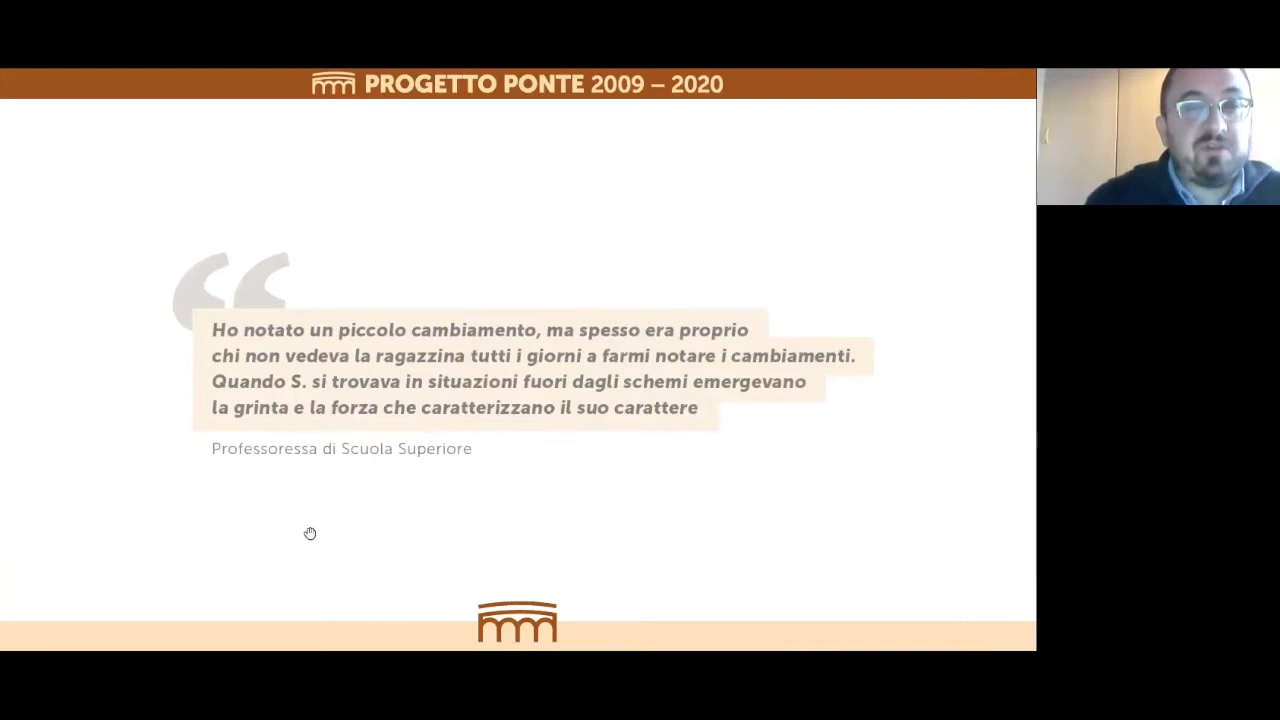 PROGETTO PONTE 2009 – 2020
Ho notato un piccolo cambiamento, ma spesso era proprio
chi non vedeva la ragazzina tutti i giorni a farmi notare i cambiamenti.
Quando S. si trovava in situazioni fuori dagli schemi emergevano
la grinta e la forza che caratterizzano il suo carattere
Professoressa di Scuola Superiore